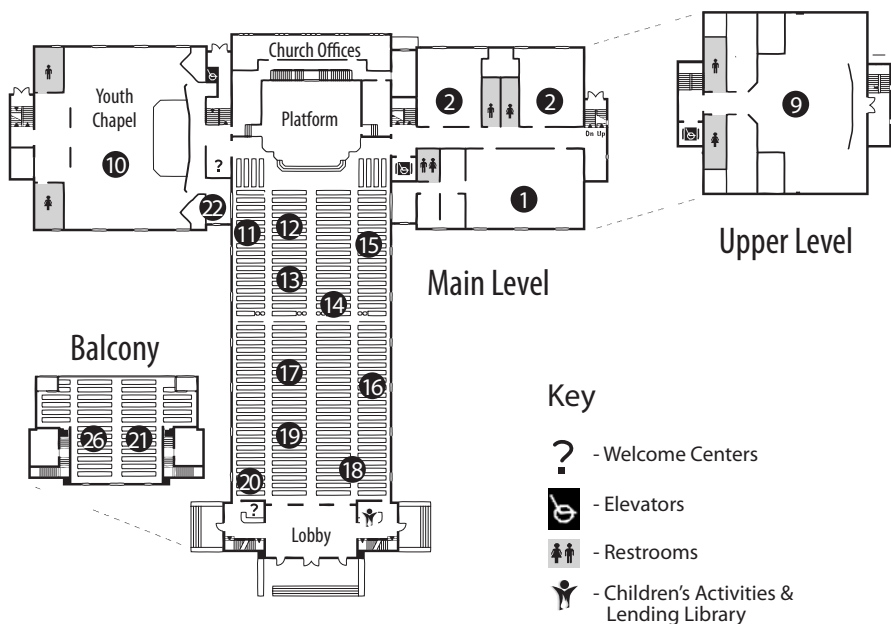 Church Offices
Youth
Chapel
Platform
2
2
Dn Up
9
10
?
22
1
11
12
15
13
14
Main Level
Upper Level
Balcony
17
16
26
21
19
18
20
?
Lobby
Key
? - Welcome Centers
- Elevators
- Restrooms
- Children's Activities &
Lending Library